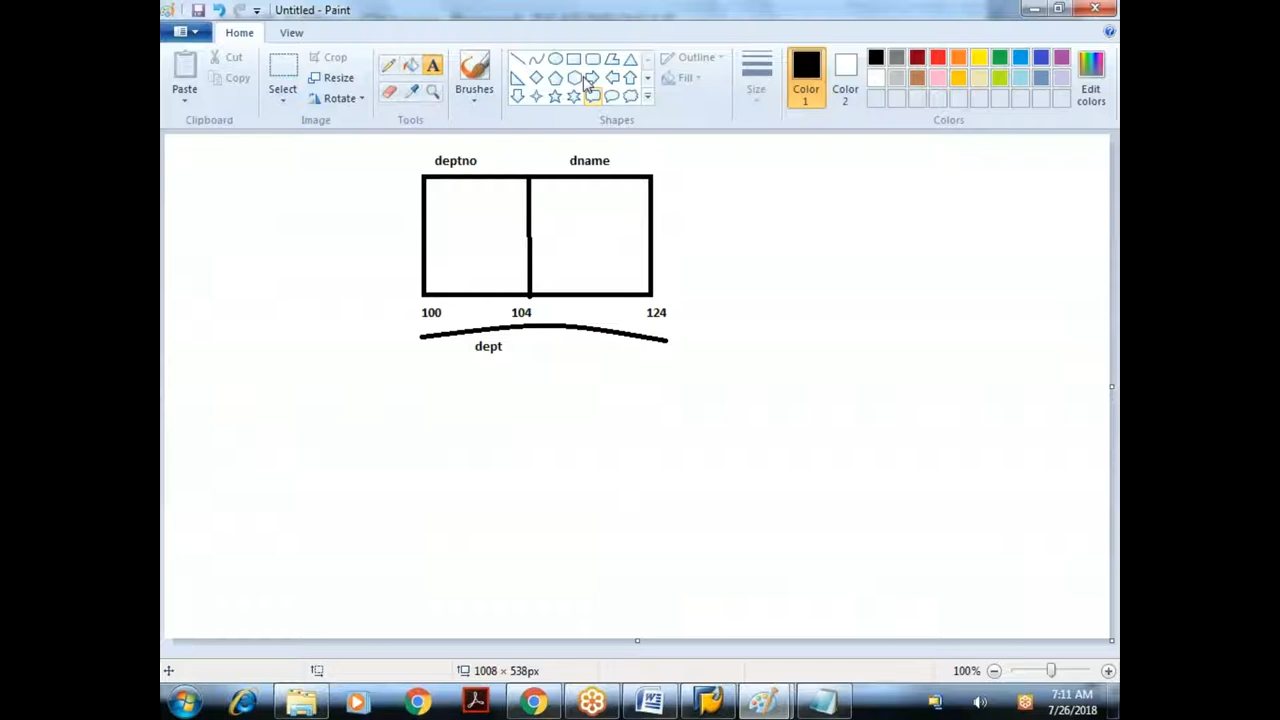 Untitled - Paint
Home View
Paste
Cut
Copy
Clipboard
Select
Crop
Resize
Rotate
Image
A
Tools
Brushes
Shapes
Outline
Fill
Size
Color 1
Color 2
Edit colors
Colors
deptno dname
100 104 124
dept
1008 × 538px
100%
7:11 AM
7/26/2018